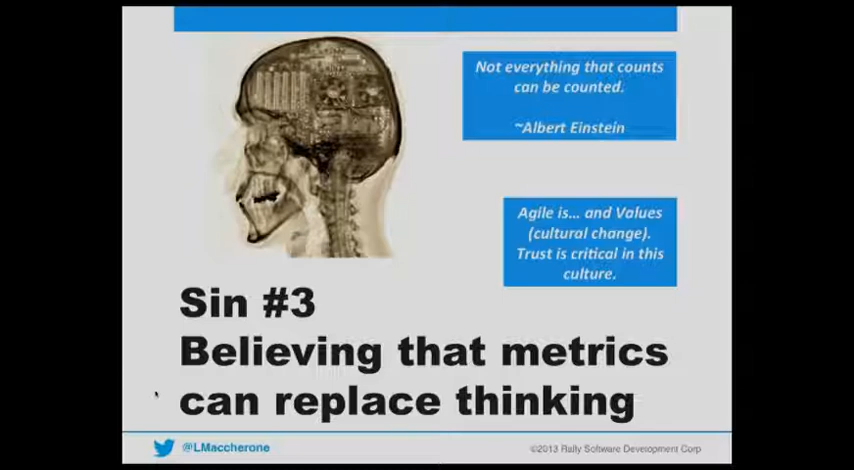 Not everything that counts
can be counted.
~Albert Einstein
Agile is... and Values
(cultural change).
Trust is critical in this
culture.
Sin #3
Believing that metrics
can replace thinking
@LMaccherone
©2013 Rally Software Development Corp